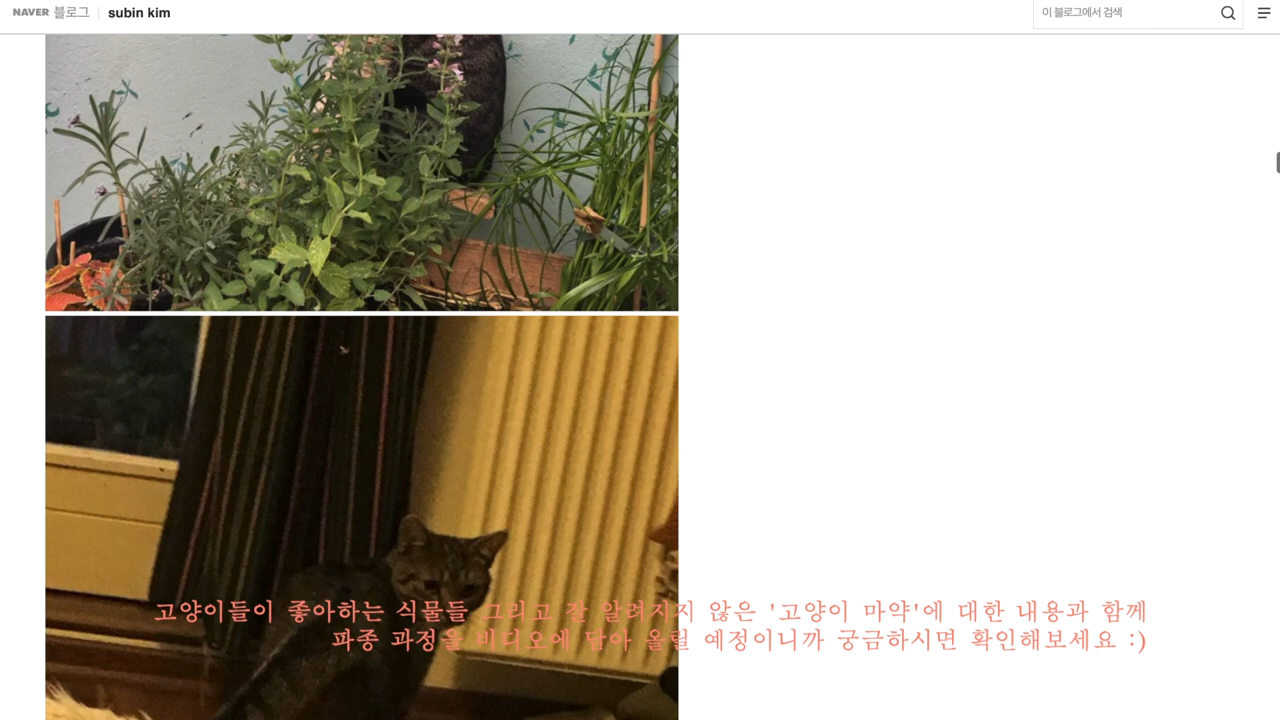 NAVER 블로그 subin kim 이 블로그에서 검색
고양이들이 좋아하는 식물들 그리고 잘 알려지지 않은 '고양이 마약'에 대한 내용과 함께
파종 과정을 비디오에 담아 올릴 예정이니까 궁금하시면 확인해보세요 :)